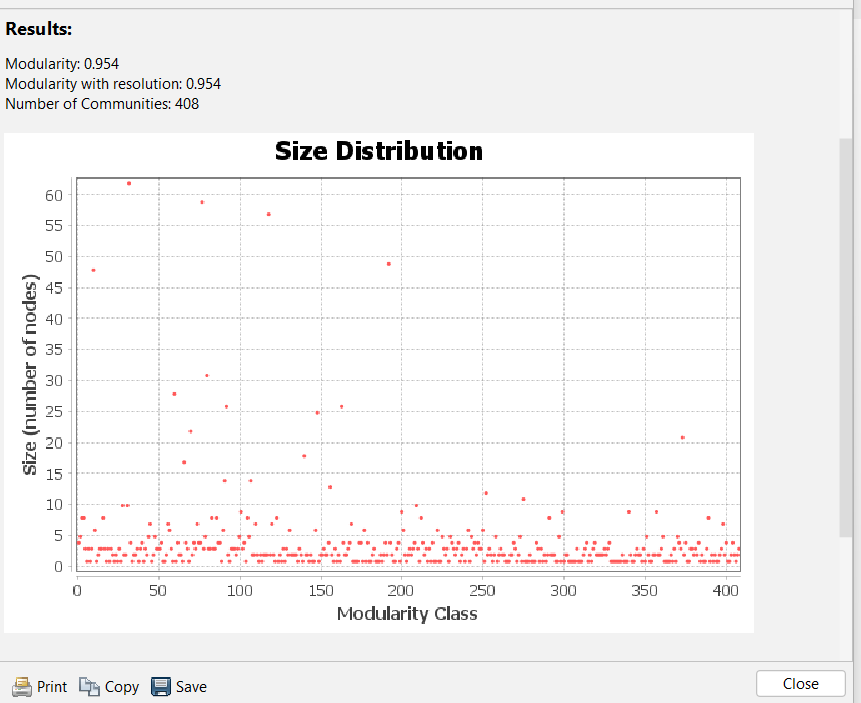 Results:
Modularity: 0.954
Modularity with resolution: 0.954
Number of Communities: 408
Size Distribution
Size (number of nodes)
60
55
50
45
40
35
30
25
20
15
10
5
0
0 50 100 150 200 250 300 350 400
Modularity Class
Print Copy Save Close